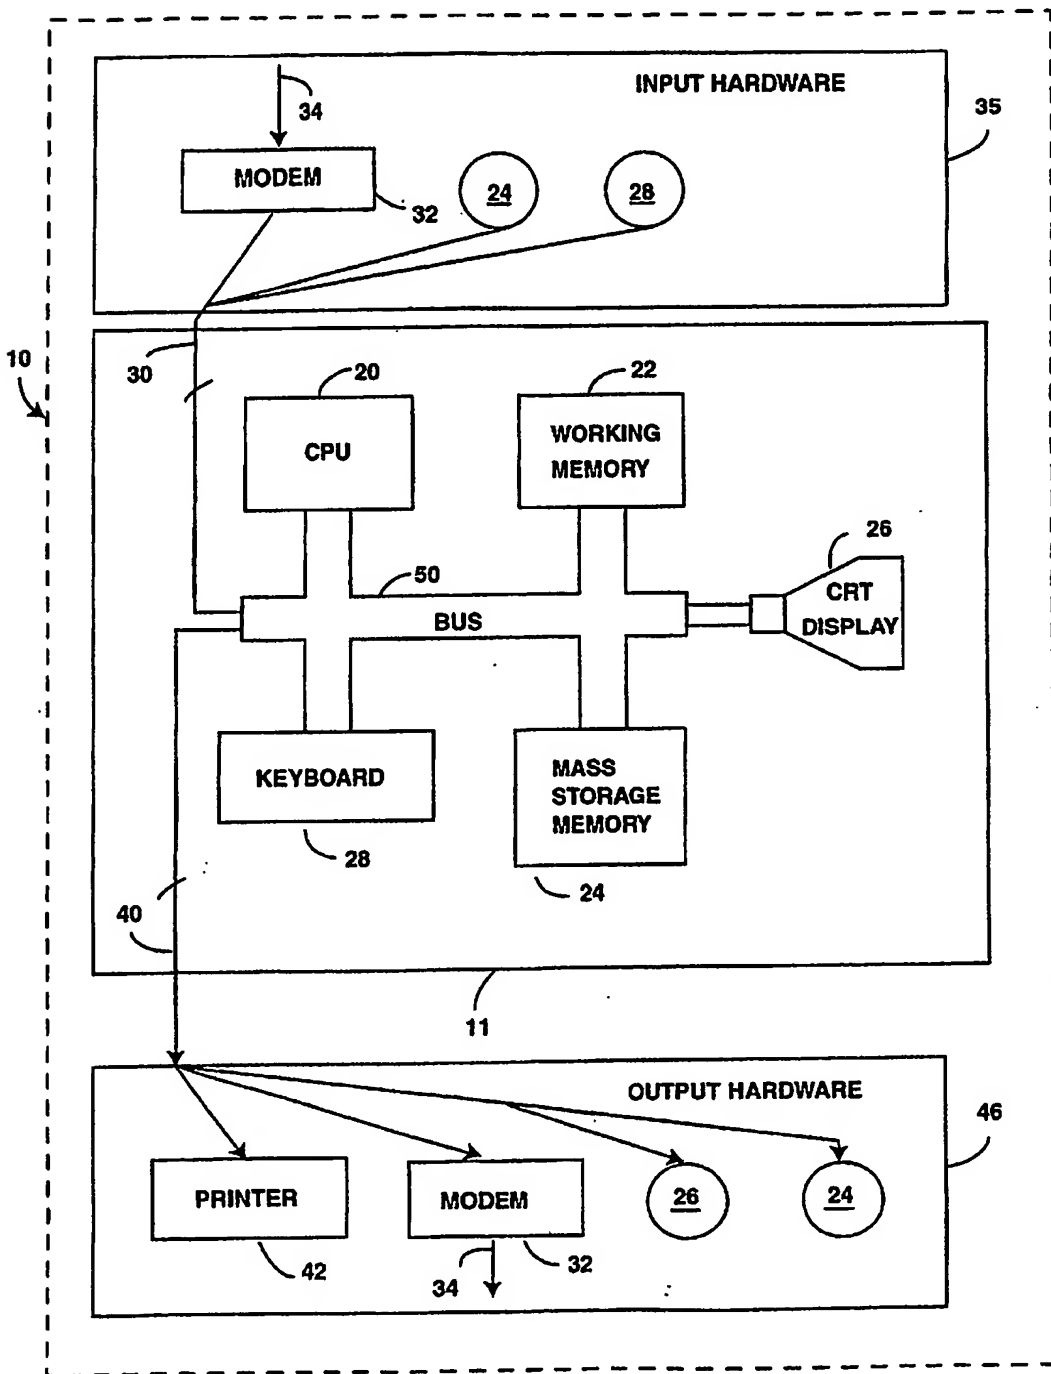 INPUT HARDWARE
34
35
MODEM
32
24
28
10
30
20
22
CPU
WORKING
MEMORY
26
50
CRT
DISPLAY
BUS
KEYBOARD
MASS
STORAGE
MEMORY
28
24
40
11
OUTPUT HARDWARE
46
PRINTER
MODEM
26
24
42
34
32